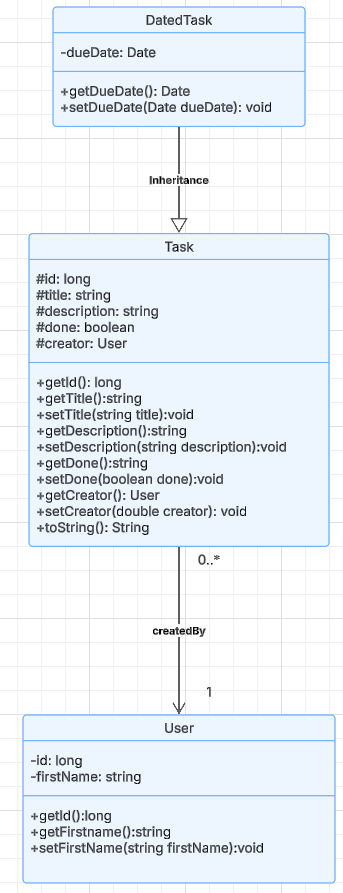 DatedTask
-dueDate: Date
+getDueDate(): Date
+setDueDate(Date dueDate): void
Inheritance
Task
#id: long
#title: string
#description: string
#done: boolean
#creator: User
+getId(): long
+getTitle():string
+setTitle(string title):void
+getDescription():string
+setDescription(string description):void
+getDone():string
+setDone(boolean done):void
+getCreator(): User
+setCreator(double creator): void
+toString(): String
0..*
createdBy
1
User
-id: long
-firstName: string
+getId():long
+getFirstname():string
+setFirstName(string firstName):void